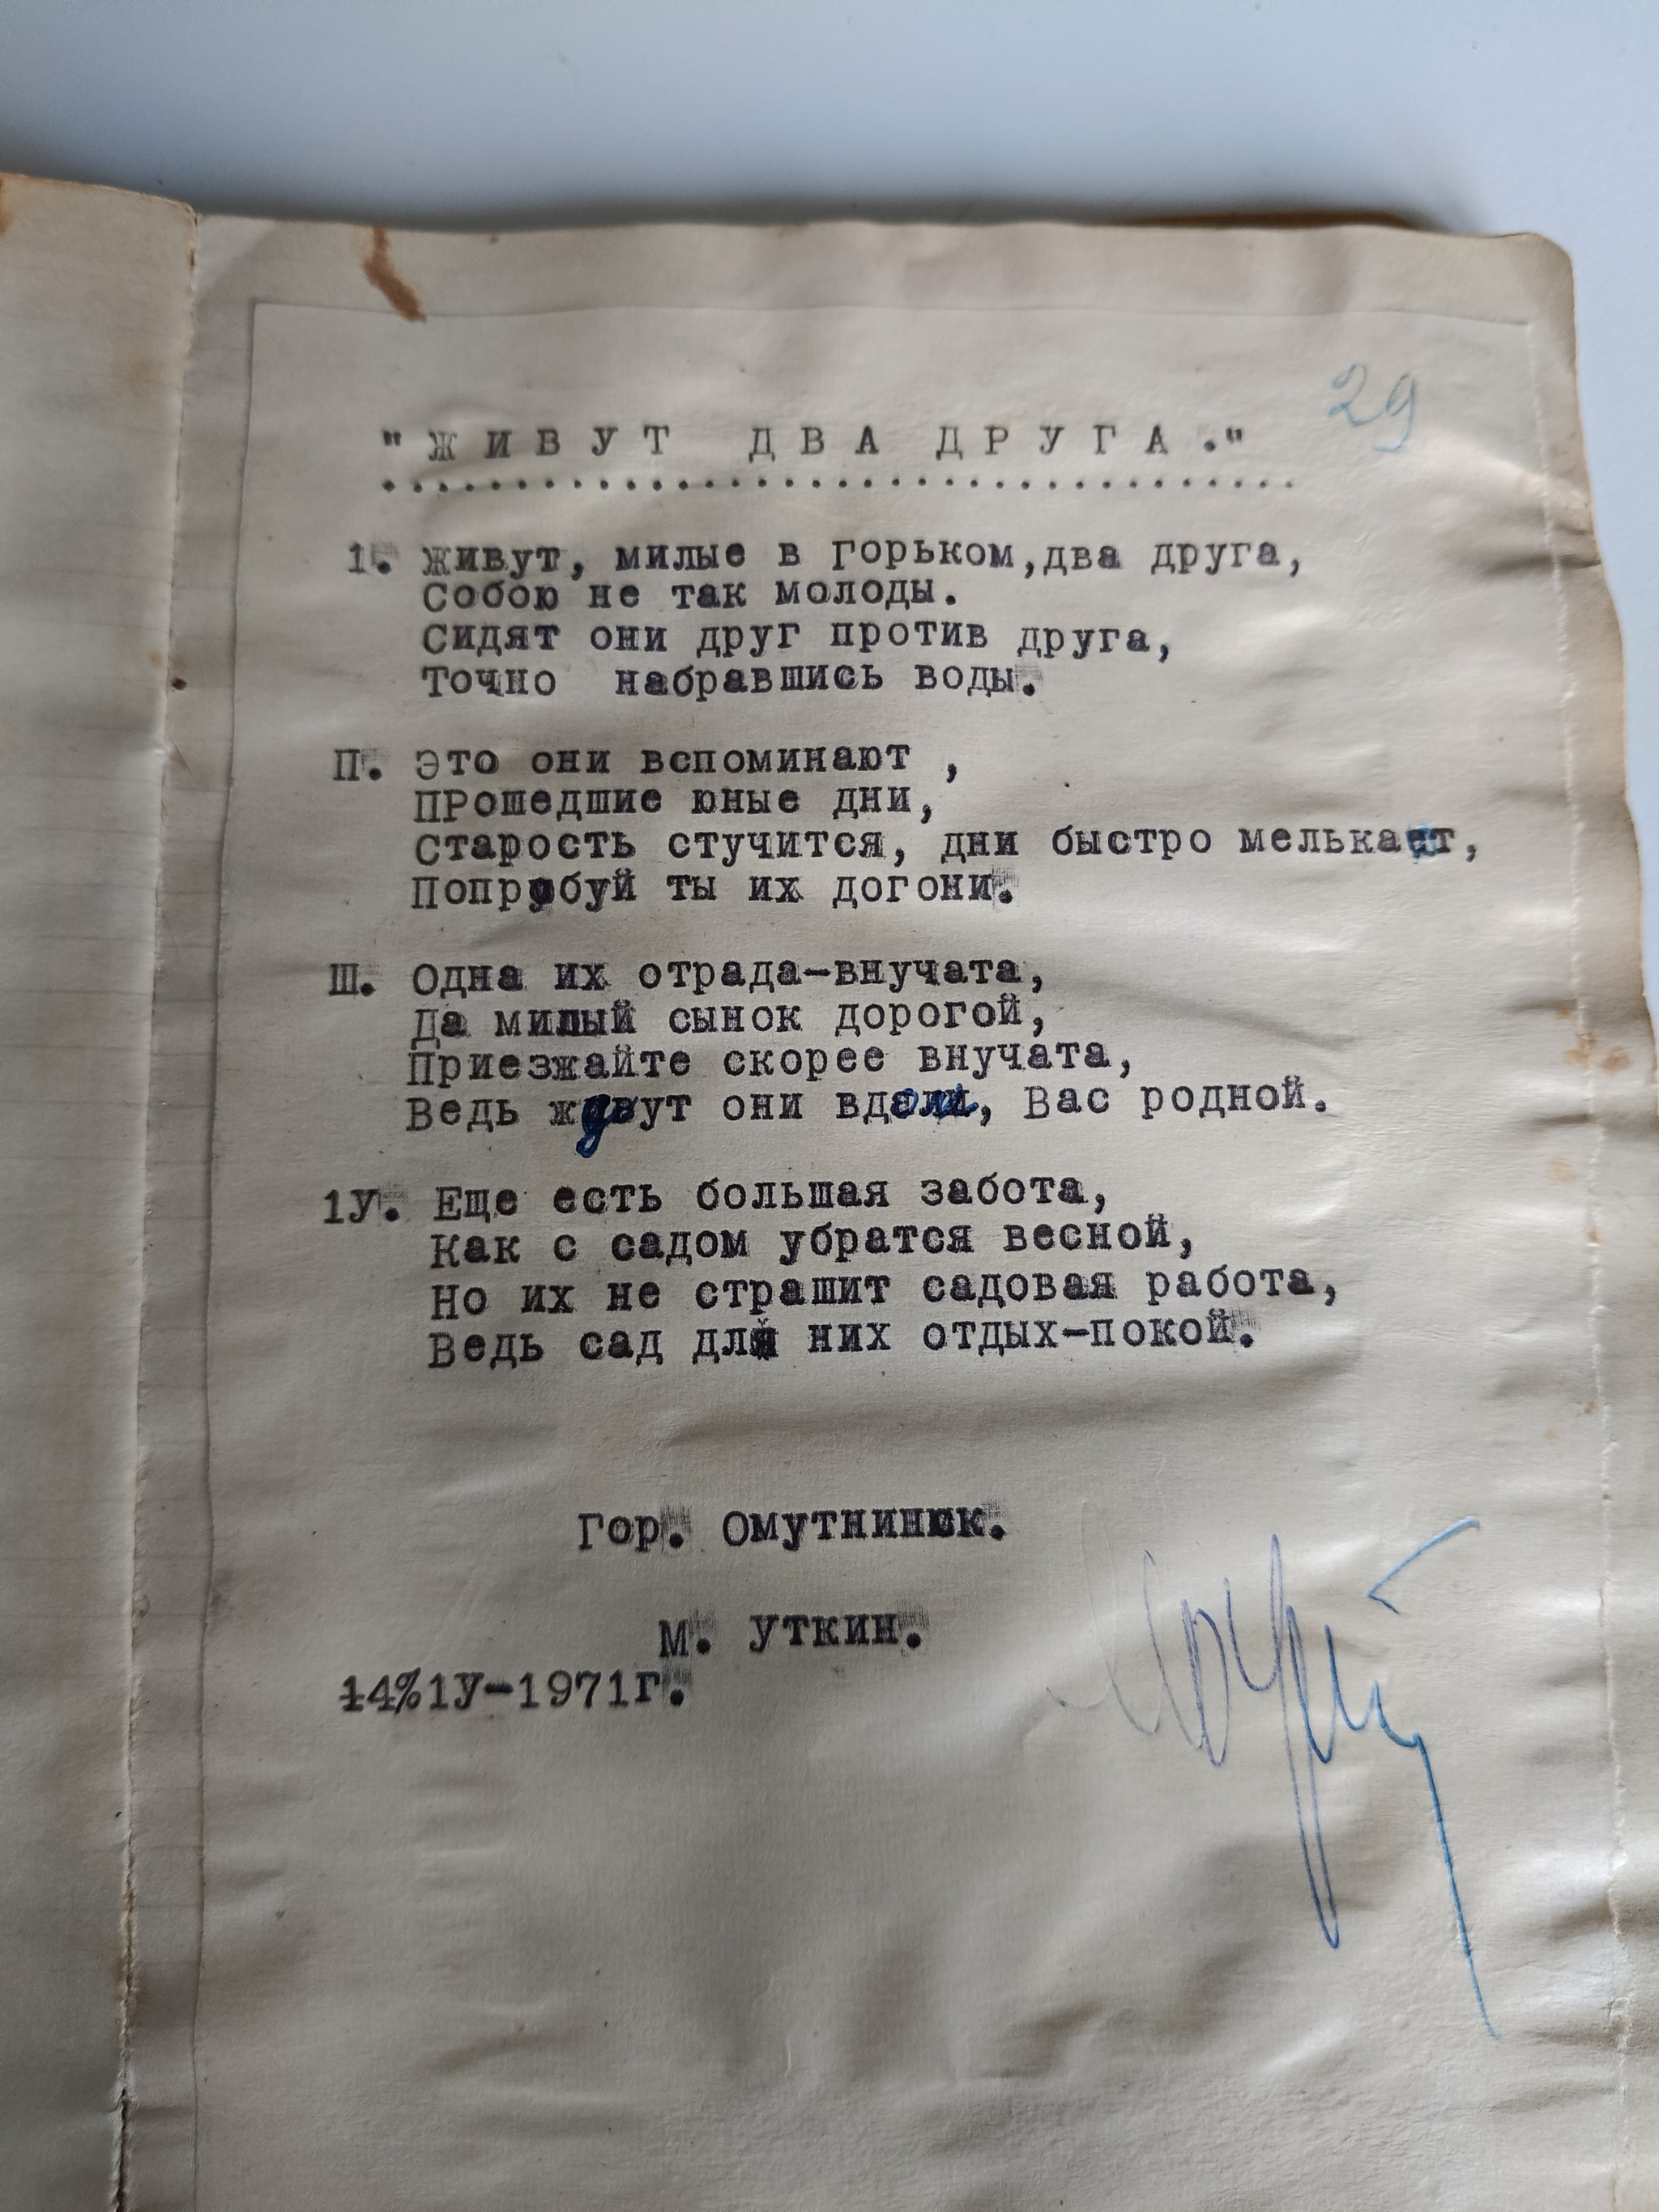 29
"ЖИВУТ ДВА ДРУГА."
......................................
1. Живут, милые в Горьком,два друга,
Собою не так молоды.
Сидят они друг против друга,
Точно набравшись воды.
П. Это они вспоминают ,
ПРошедшие юные дни,
Старость стучится, дни быстро мелькают,
Попробуй ты их догони.
Ш. Одна их отрада-внучата,
Да милый сынок дорогой,
Приезжайте скорее внучата,
Ведь ждут они вдали, Вас родной.
1У. Еще есть большая забота,
Как с садом убратся весной,
Но их не страшит садовая работа,
Ведь сад для них отдых-покой.
Гор. Омутнинск.
М. Уткин.
14%1У-1971г.